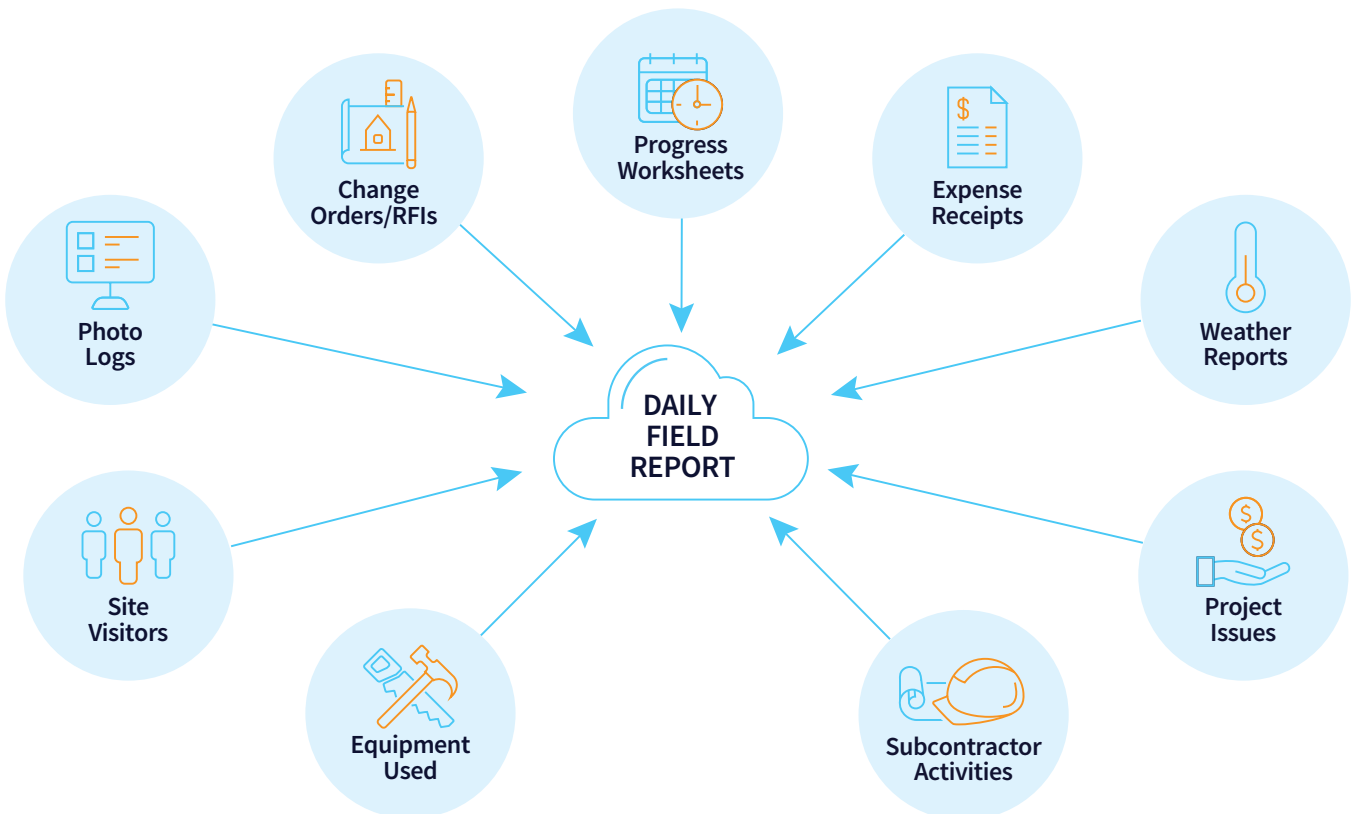 Progress
Worksheets
Change
Orders/RFIs
$
Expense
Receipts
Photo
Logs
Weather
Reports
DAILY
FIELD
REPORT
Site
Visitors
$
$
Project
Issues
Equipment
Used
Subcontractor
Activities